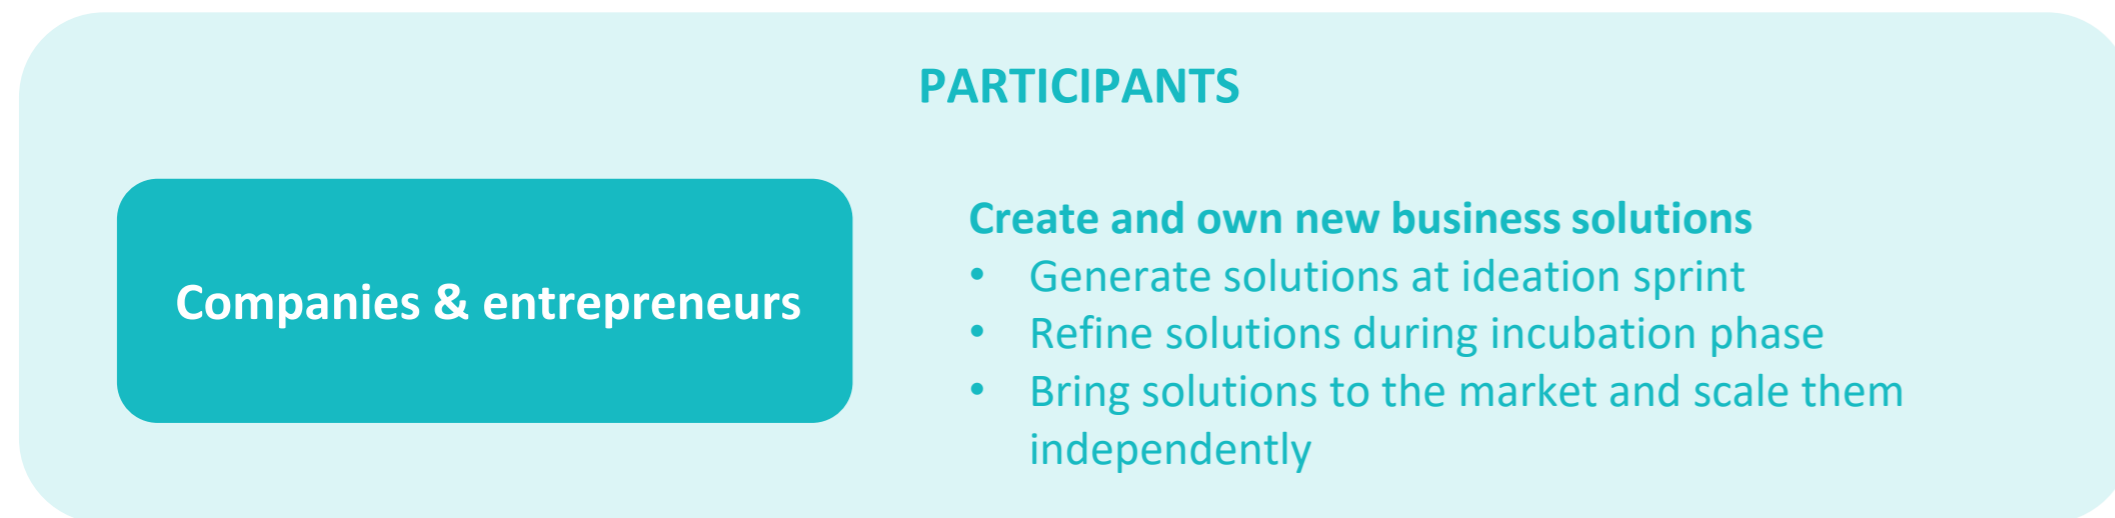 PARTICIPANTS
Companies & entrepreneurs
Create and own new business solutions
• Generate solutions at ideation sprint
• Refine solutions during incubation phase
• Bring solutions to the market and scale them
independently